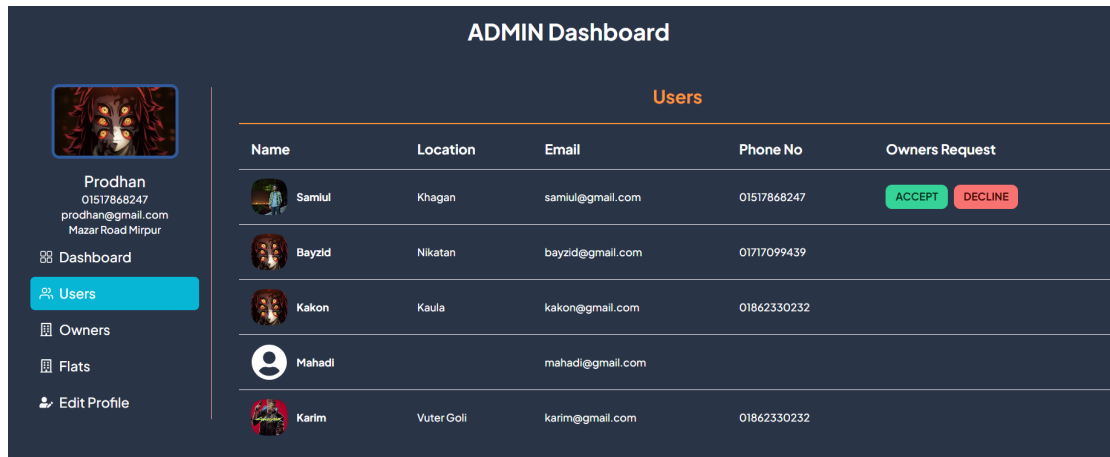 ADMIN Dashboard
Prodhan
01517868247
prodhan@gmail.com
Mazar Road Mirpur
Dashboard
Users
Owners
Flats
Edit Profile
Users
Name Location Email Phone No Owners Request
Samiul Khagan samiul@gmail.com 01517868247 ACCEPT DECLINE
Bayzid Nikatan bayzid@gmail.com 01717099439
Kakon Kaula kakon@gmail.com 01862330232
Mahadi mahadi@gmail.com
Karim Vuter Goli karim@gmail.com 01862330232